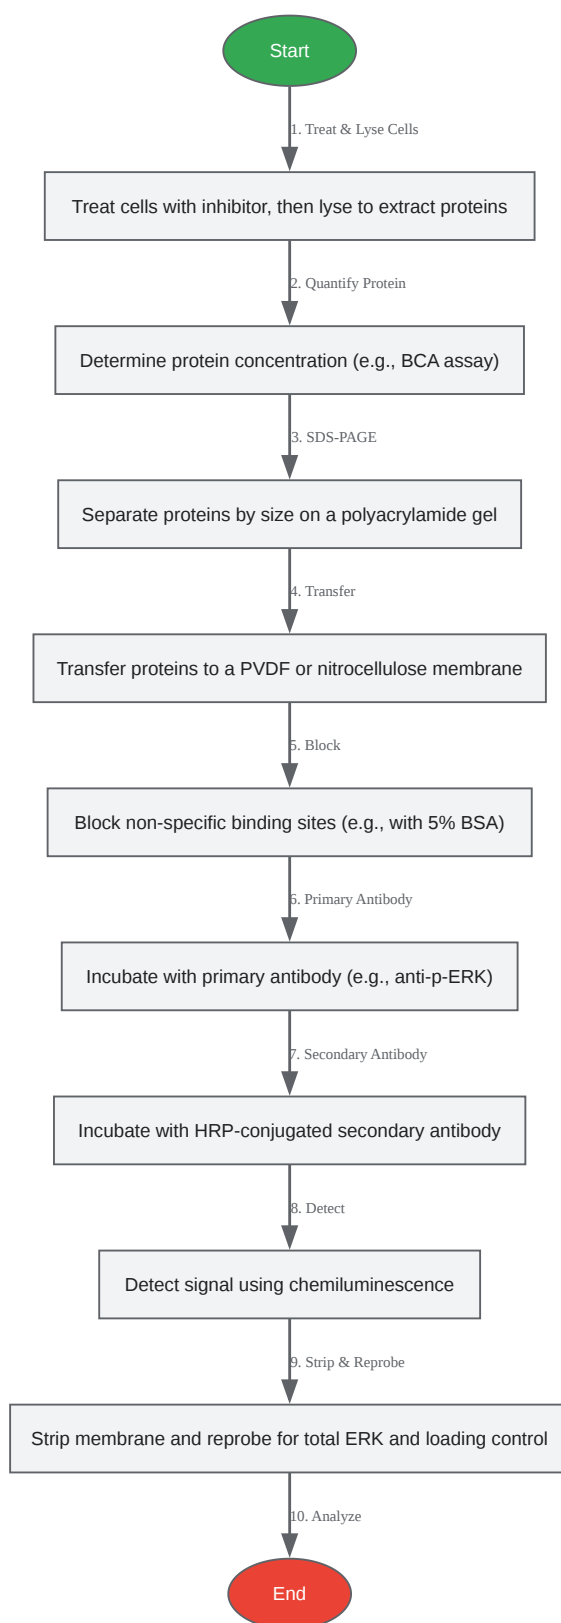 Start
1. Treat & Lyse Cells
Treat cells with inhibitor, then lyse to extract proteins
2. Quantify Protein
Determine protein concentration (e.g., BCA assay)
3. SDS-PAGE
Separate proteins by size on a polyacrylamide gel
4. Transfer
Transfer proteins to a PVDF or nitrocellulose membrane
5. Block
Block non-specific binding sites (e.g., with 5% BSA)
6. Primary Antibody
Incubate with primary antibody (e.g., anti-p-ERK)
7. Secondary Antibody
Incubate with HRP-conjugated secondary antibody
8. Detect
Detect signal using chemiluminescence
9. Strip & Reprobe
Strip membrane and reprobe for total ERK and loading control
10. Analyze
End